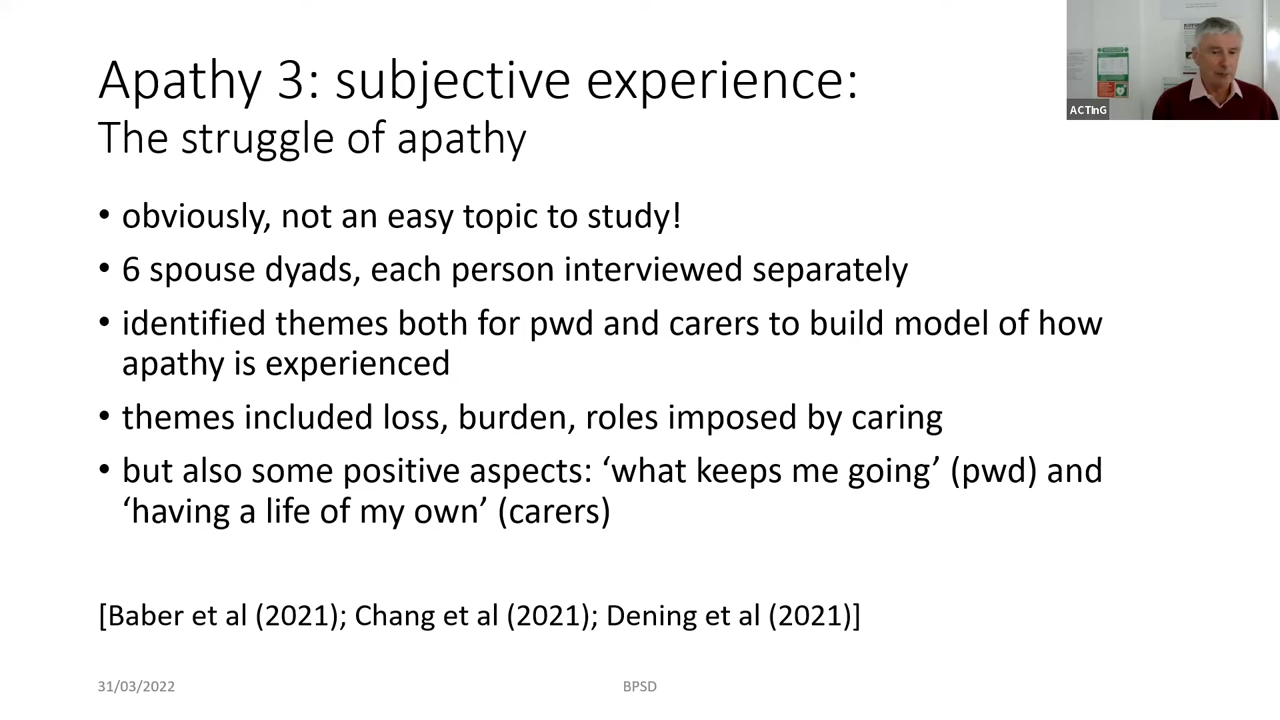 Apathy 3: subjective experience:
The struggle of apathy
ACTInG
• obviously, not an easy topic to study!
• 6 spouse dyads, each person interviewed separately
• identified themes both for pwd and carers to build model of how
apathy is experienced
• themes included loss, burden, roles imposed by caring
• but also some positive aspects: ‘what keeps me going’ (pwd) and
‘having a life of my own’ (carers)
[Baber et al (2021); Chang et al (2021); Dening et al (2021)]
31/03/2022
BPSD